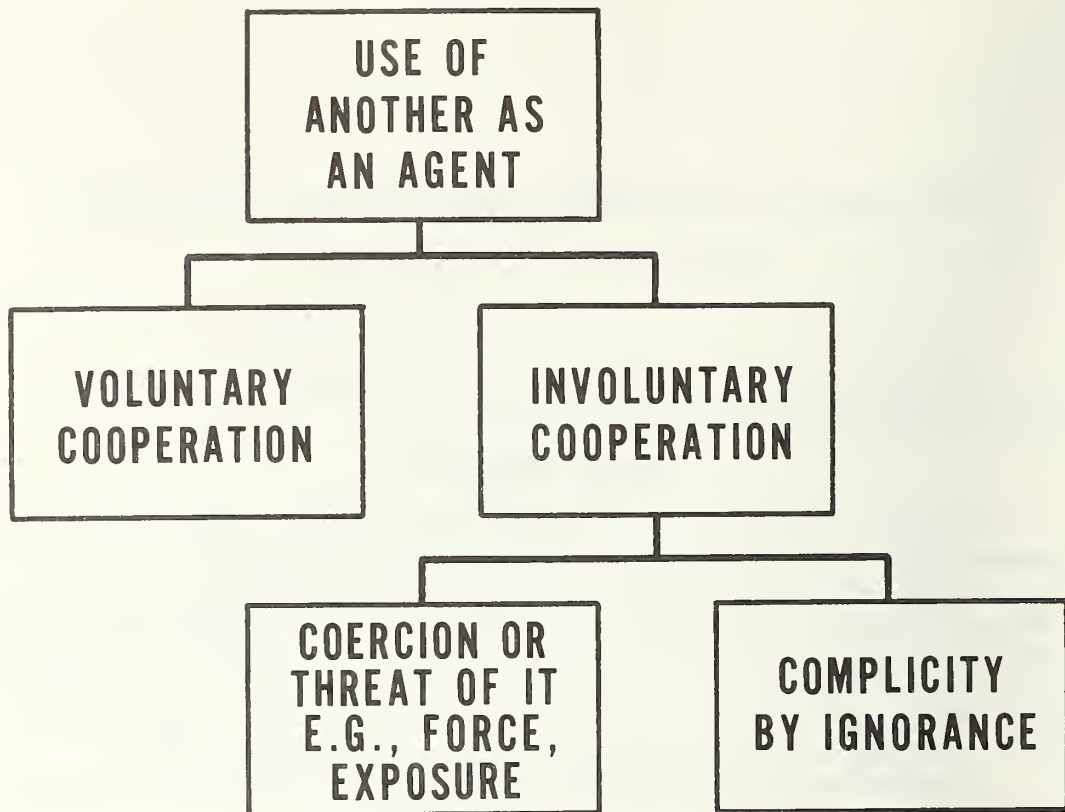 USE OF
ANOTHER AS
AN AGENT
VOLUNTARY
COOPERATION
INVOLUNTARY
COOPERATION
COERCION OR
THREAT OF IT
E.G., FORCE,
EXPOSURE
COMPLICITY
BY IGNORANCE